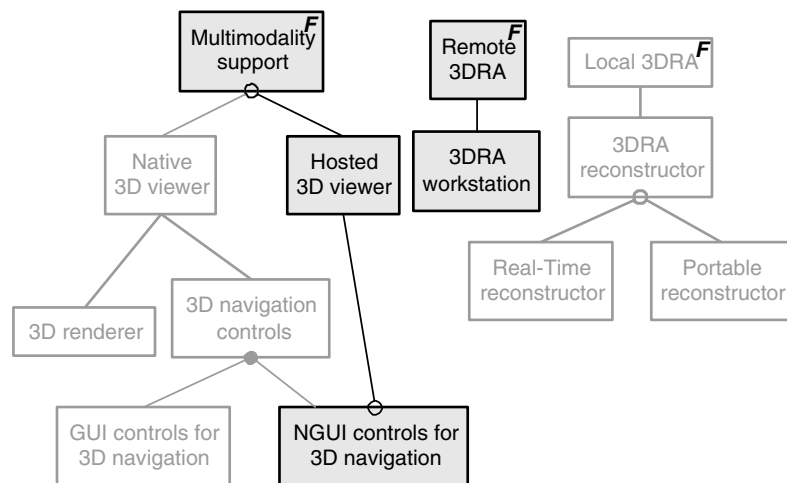 Multimodality F
support
Remote F
3DRA
Local 3DRA F
Native
3D viewer
Hosted
3D viewer
3DRA
workstation
3DRA
reconstructor
3D renderer
3D navigation
controls
Real-Time
reconstructor
Portable
reconstructor
GUI controls for
3D navigation
NGUI controls for
3D navigation